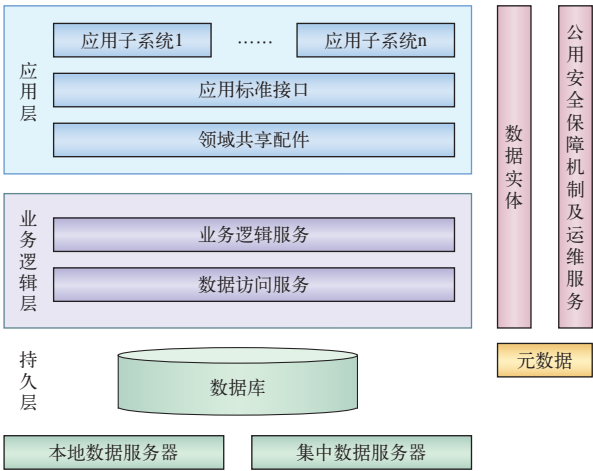 应用层
应用子系统1
……
应用子系统n
应用标准接口
领域共享配件
业务逻辑层
业务逻辑服务
数据访问服务
持久层
数据库
本地数据服务器
集中数据服务器
数据实体
公用安全保障机制及运维服务
元数据